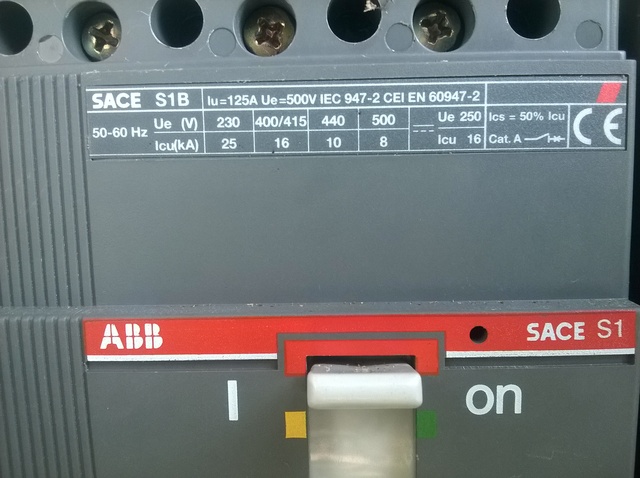 SACE S1B Iu=125A Ue=500V IEC 947-2 CEI EN 60947-2
50-60 Hz Ue (V) 230 400/415 440 500 Ue 250 Ics = 50% Icu CE
Icu(kA) 25 16 10 8 Icu 16 Cat. A
ABB SACE S1
I on